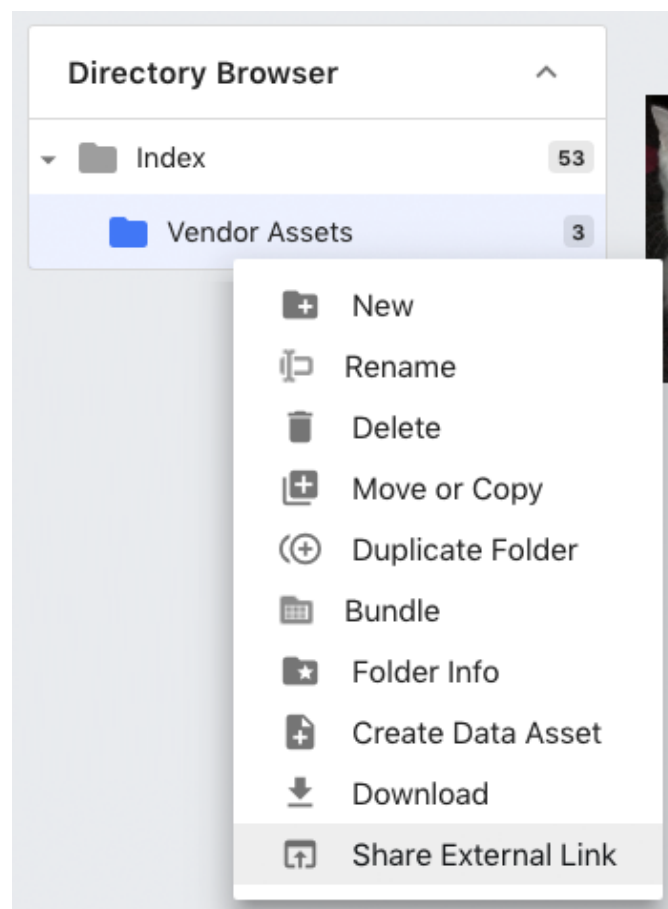 Directory Browser
Index 53
Vendor Assets 3
New
Rename
Delete
Move or Copy
Duplicate Folder
Bundle
Folder Info
Create Data Asset
Download
Share External Link